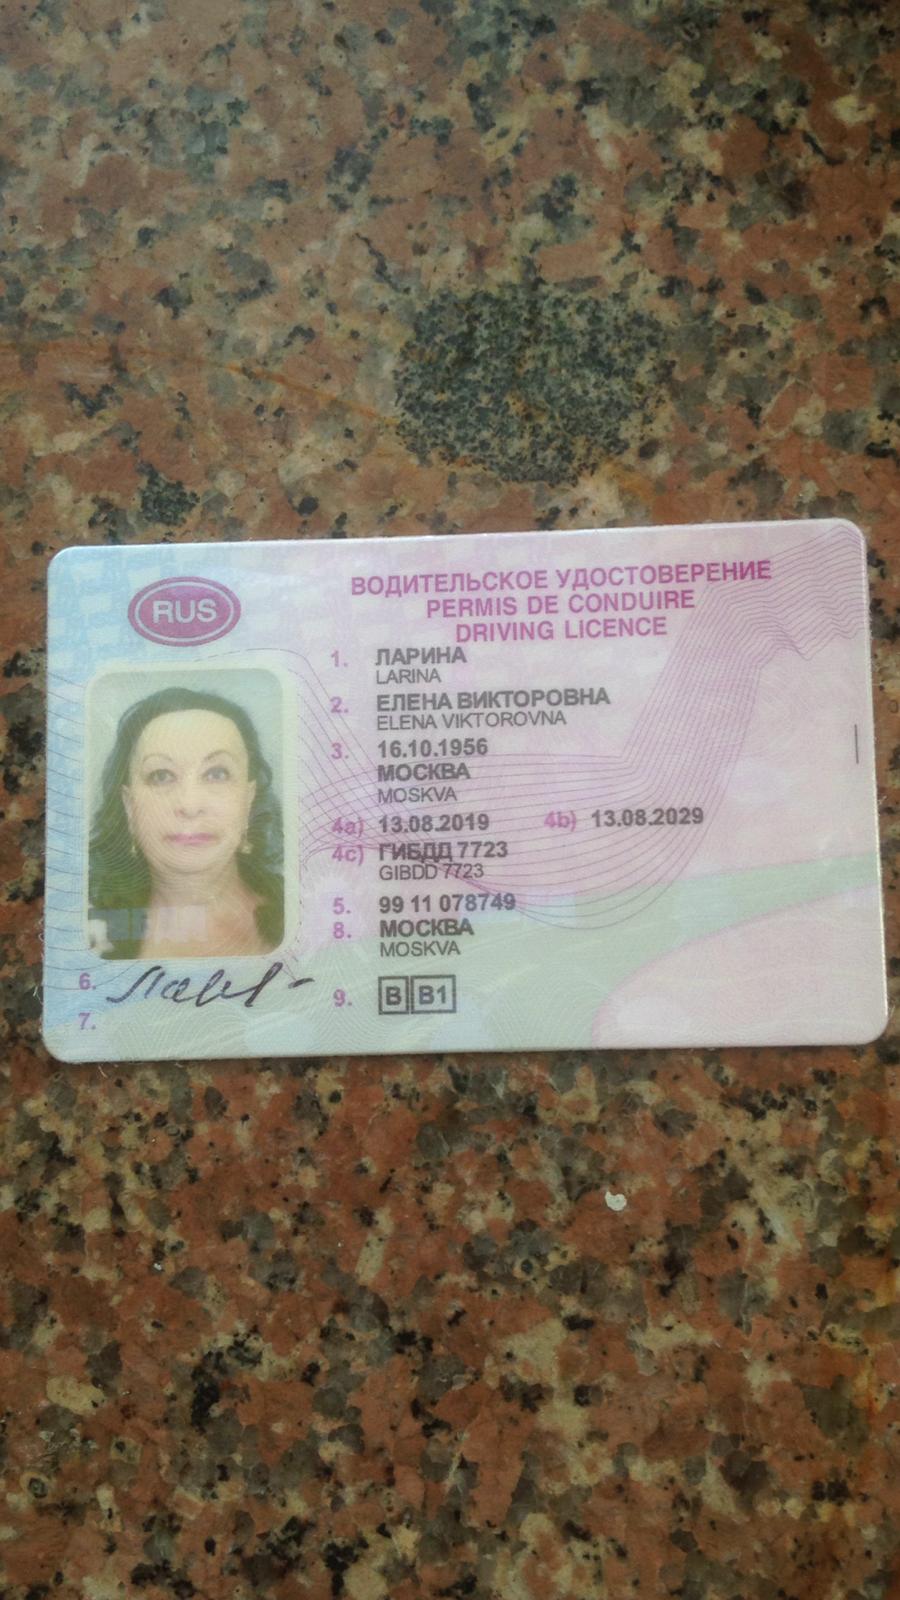 RUS
ВОДИТЕЛЬСКОЕ УДОСТОВЕРЕНИЕ
PERMIS DE CONDUIRE
DRIVING LICENCE
1. ЛАРИНА
LARINA
2. ЕЛЕНА ВИКТОРОВНА
ELENA VIKTOROVNA
3. 16.10.1956
МОСКВА
MOSKVA
4a) 13.08.2019 4b) 13.08.2029
4c) ГИБДД 7723
GIBDD 7723
5. 99 11 078749
8. МОСКВА
MOSKVA
6.
7.
9. B B1